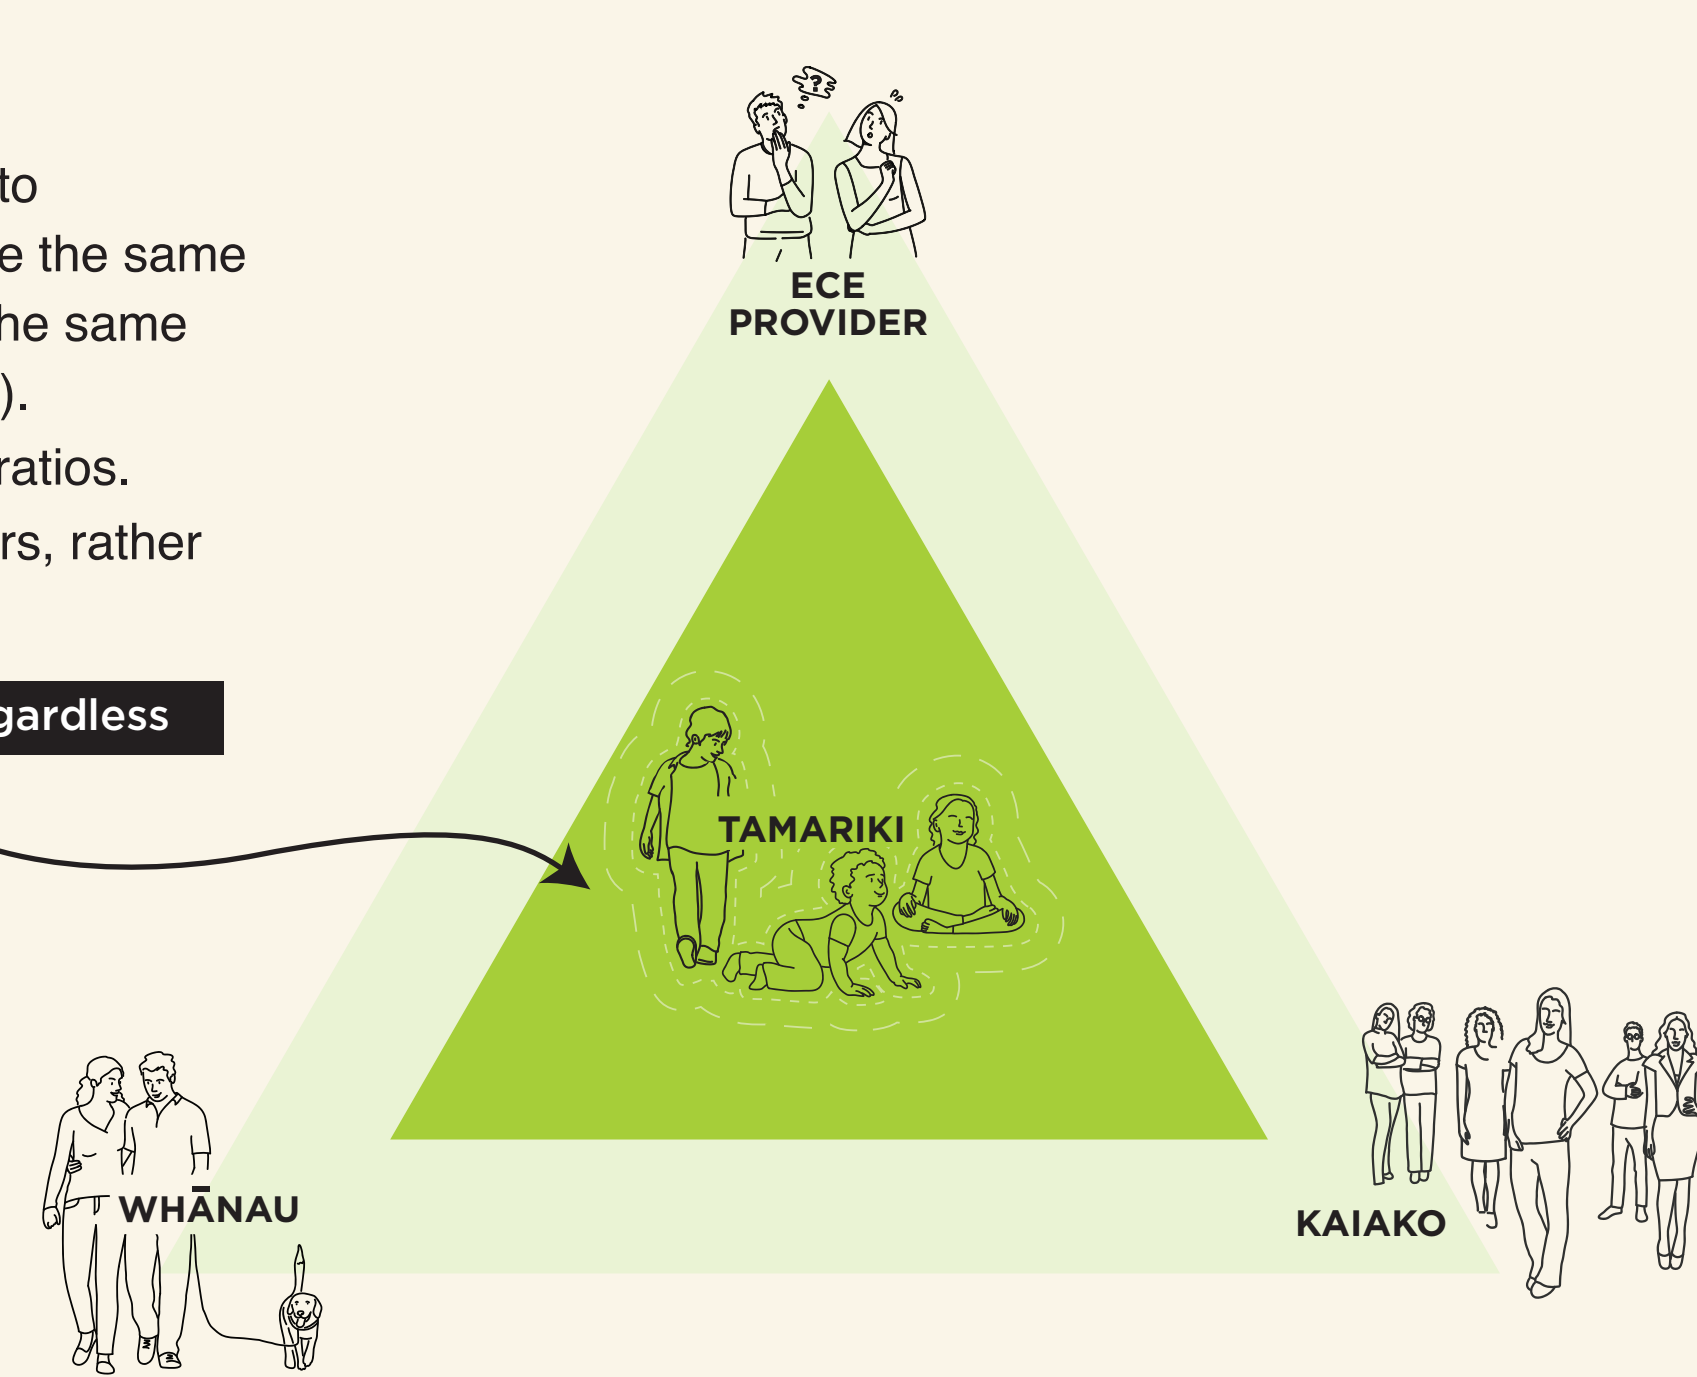 to
e the same
he same
).
ratios.
rs, rather
gardless
?
ECE
PROVIDER
TAMARIKI
WHĀNAU
KAIAKO